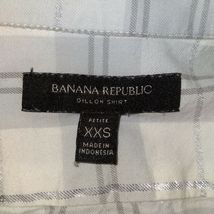 BANANA REPUBLIC
DILLON SHIRT
PETITE
XXS
MADE IN
INDONESIA